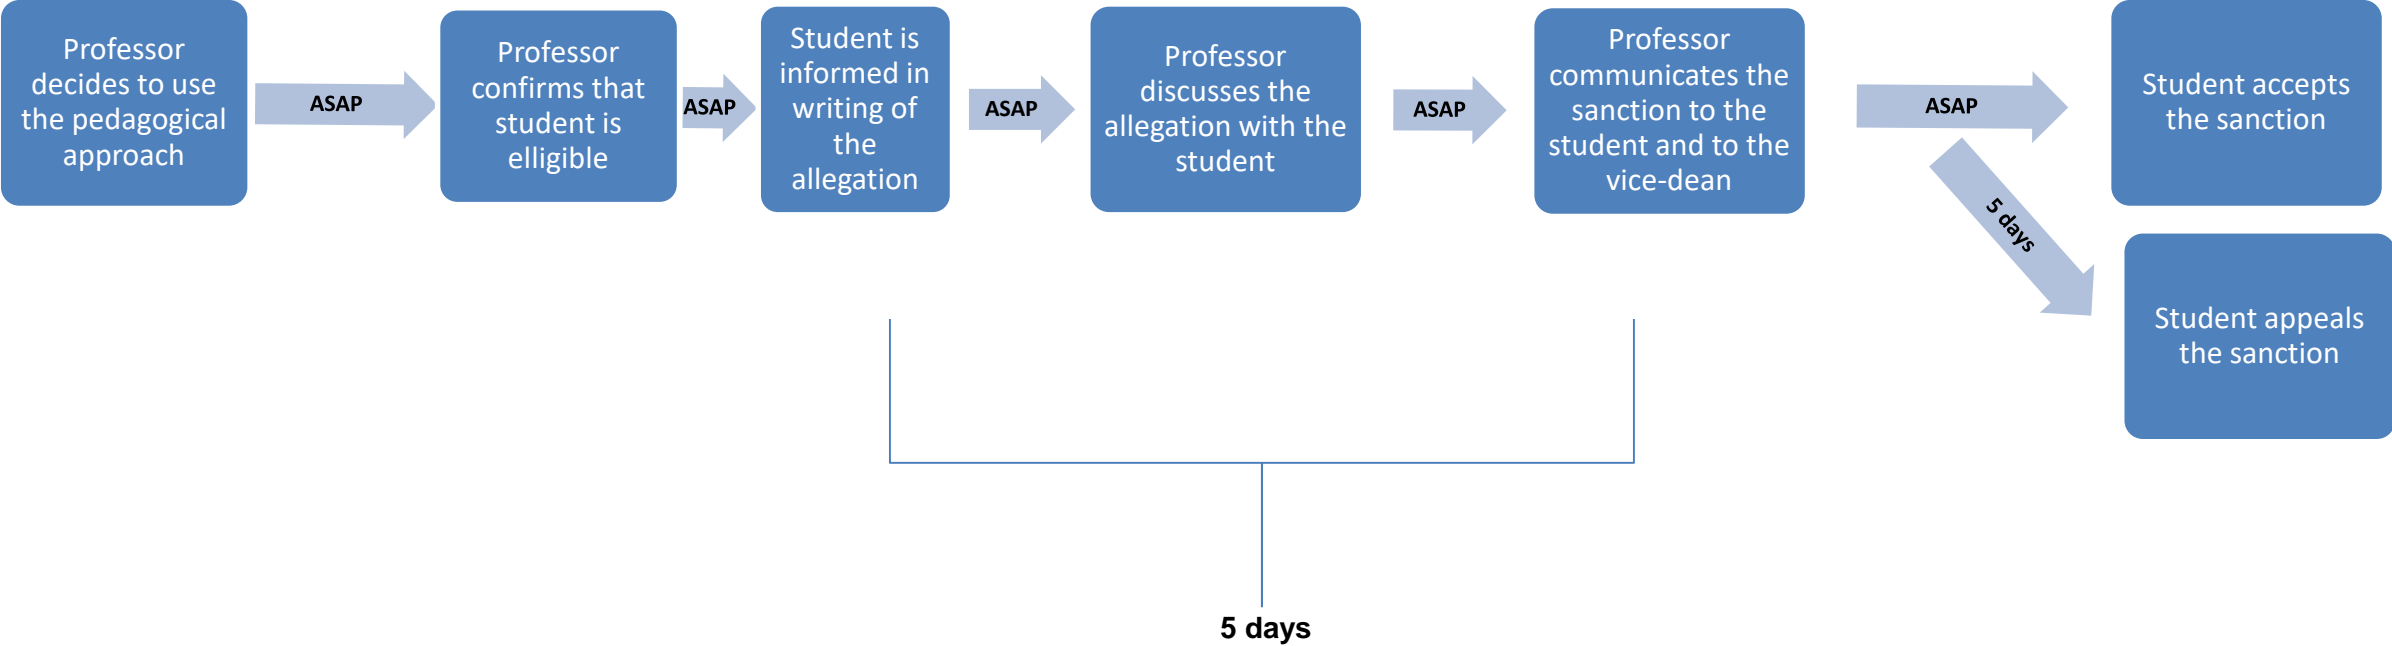 Professor
decides to use
the pedagogical
approach
ASAP
Professor
confirms that
student is
elligible
ASAP
Student is
informed in
writing of
the
allegation
ASAP
Professor
discusses the
allegation with the
student
ASAP
Professor
communicates the
sanction to the
student and to the
vice-dean
ASAP
Student accepts
the sanction
5 days
Student appeals
the sanction
5 days